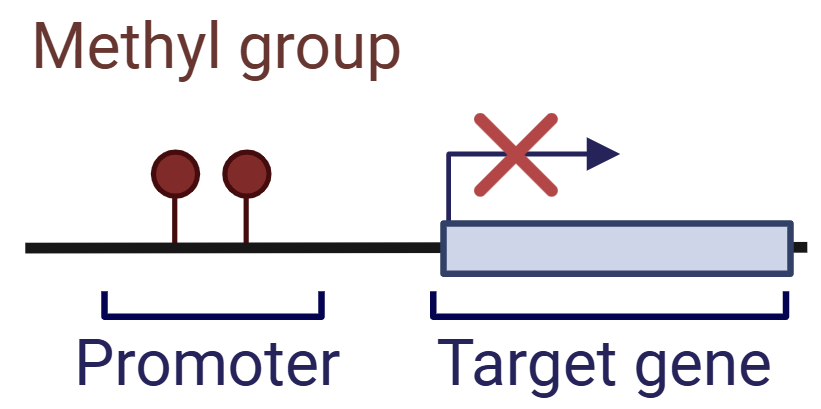 Methyl group
Promoter
Target gene